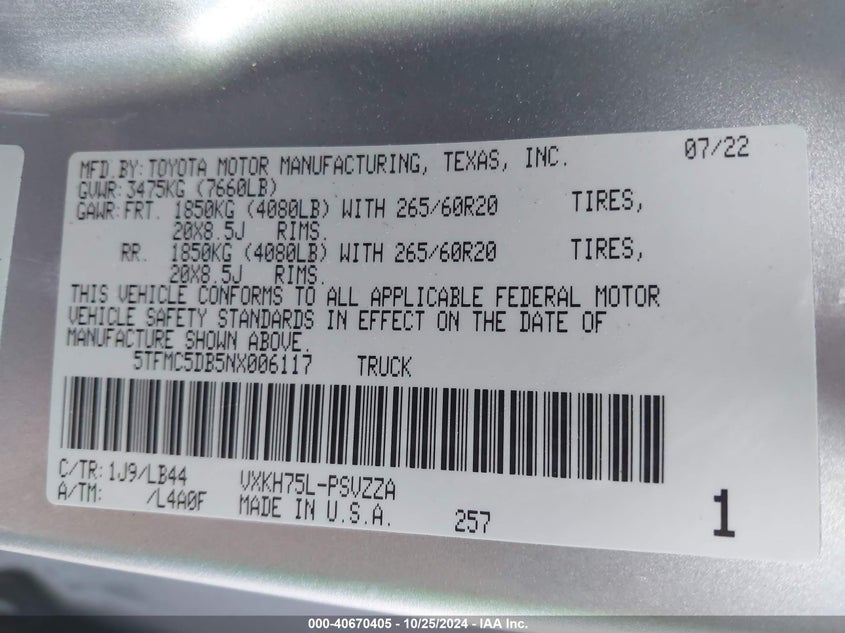 MFD.BY:TOYOTA MOTOR MANUFACTURING, TEXAS, INC. 07/22
GVWR:3475KG (7660LB)
GAWR:FRT. 1850KG (4080LB) WITH 265/60R20 TIRES,
20X8.5J RIMS.
RR. 1850KG (4080LB) WITH 265/60R20 TIRES,
20X8.5J RIMS.
THIS VEHICLE CONFORMS TO ALL APPLICABLE FEDERAL MOTOR
VEHICLE SAFETY STANDARDS IN EFFECT ON THE DATE OF
MANUFACTURE SHOWN ABOVE.
5TFMC5DB5NX006117 TRUCK
C/TR:1J9/LB44 VXKH75L-PSVZZA
A/TM: /L4A0F MADE IN U.S.A. 257 1
000-40670405 - 10/25/2024 - IAAI.com